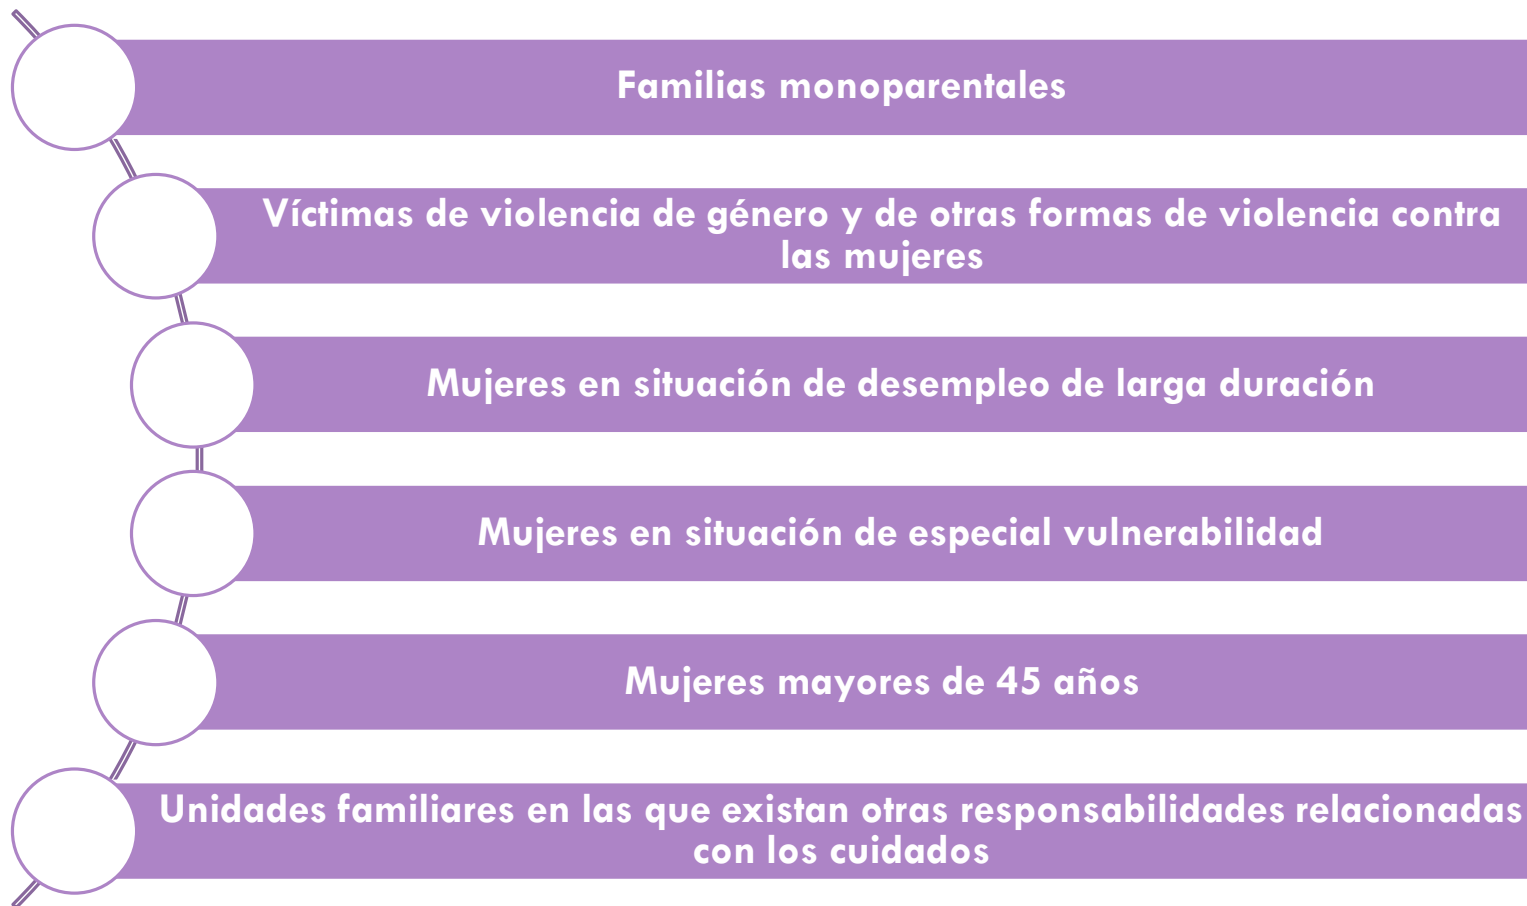 Familias monoparentales
Víctimas de violencia de género y de otras formas de violencia contra
las mujeres
Mujeres en situación de desempleo de larga duración
Mujeres en situación de especial vulnerabilidad
Mujeres mayores de 45 años
Unidades familiares en las que existan otras responsabilidades relacionadas
con los cuidados